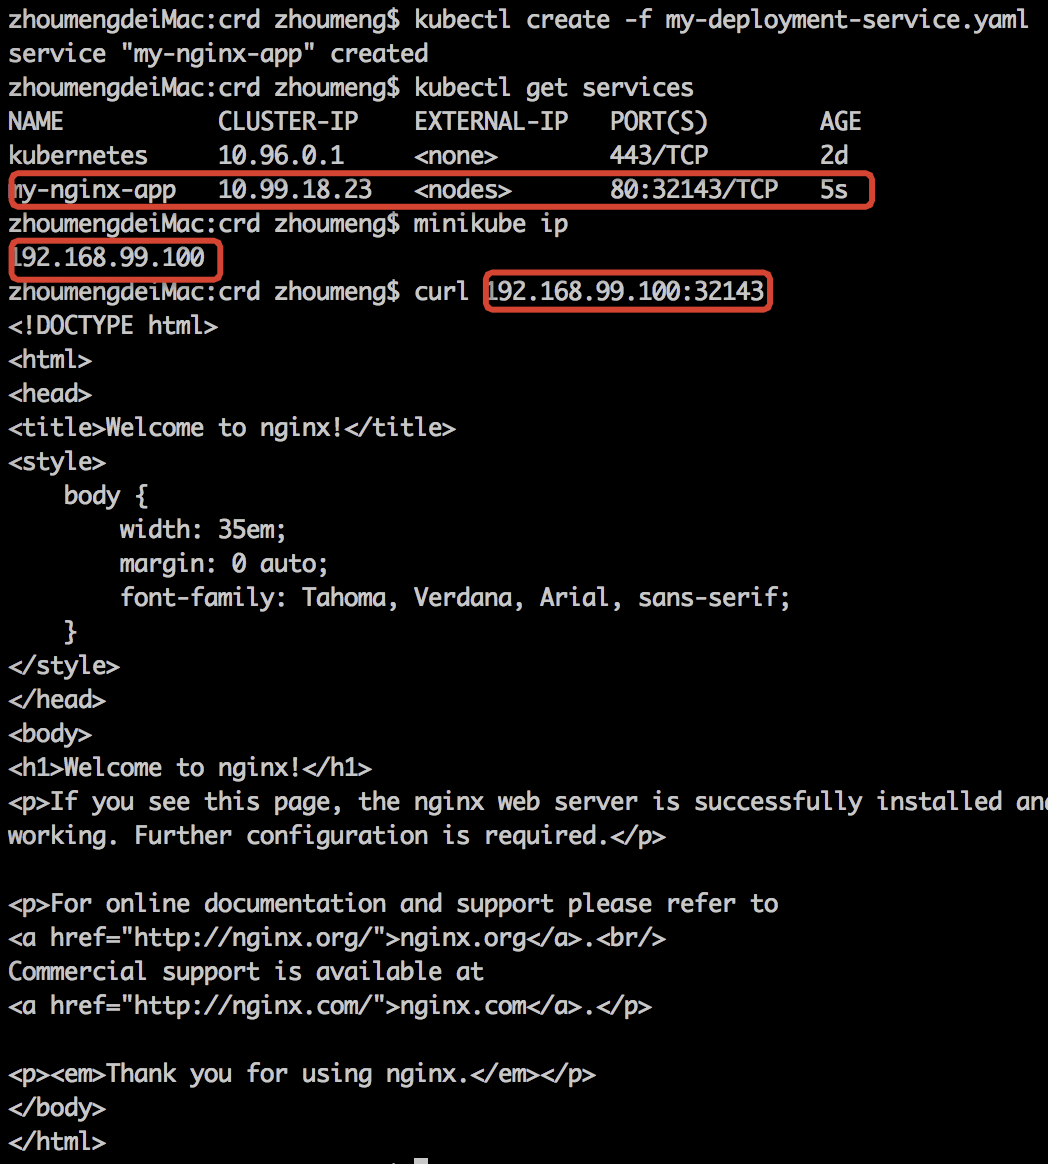 zhoumengdeiMac:crd zhoumeng$ kubectl create -f my-deployment-service.yaml
service "my-nginx-app" created
zhoumengdeiMac:crd zhoumeng$ kubectl get services
NAME CLUSTER-IP EXTERNAL-IP PORT(S) AGE
kubernetes 10.96.0.1 <none> 443/TCP 2d
my-nginx-app 10.99.18.23 <nodes> 80:32143/TCP 5s
zhoumengdeiMac:crd zhoumeng$ minikube ip
192.168.99.100
zhoumengdeiMac:crd zhoumeng$ curl 192.168.99.100:32143
<!DOCTYPE html>
<html>
<head>
<title>Welcome to nginx!</title>
<style>
    body {
        width: 35em;
        margin: 0 auto;
        font-family: Tahoma, Verdana, Arial, sans-serif;
    }
</style>
</head>
<body>
<h1>Welcome to nginx!</h1>
<p>If you see this page, the nginx web server is successfully installed and
working. Further configuration is required.</p>

<p>For online documentation and support please refer to
<a href="http://nginx.org/">nginx.org</a>.<br/>
Commercial support is available at
<a href="http://nginx.com/">nginx.com</a>.</p>

<p><em>Thank you for using nginx.</em></p>
</body>
</html>